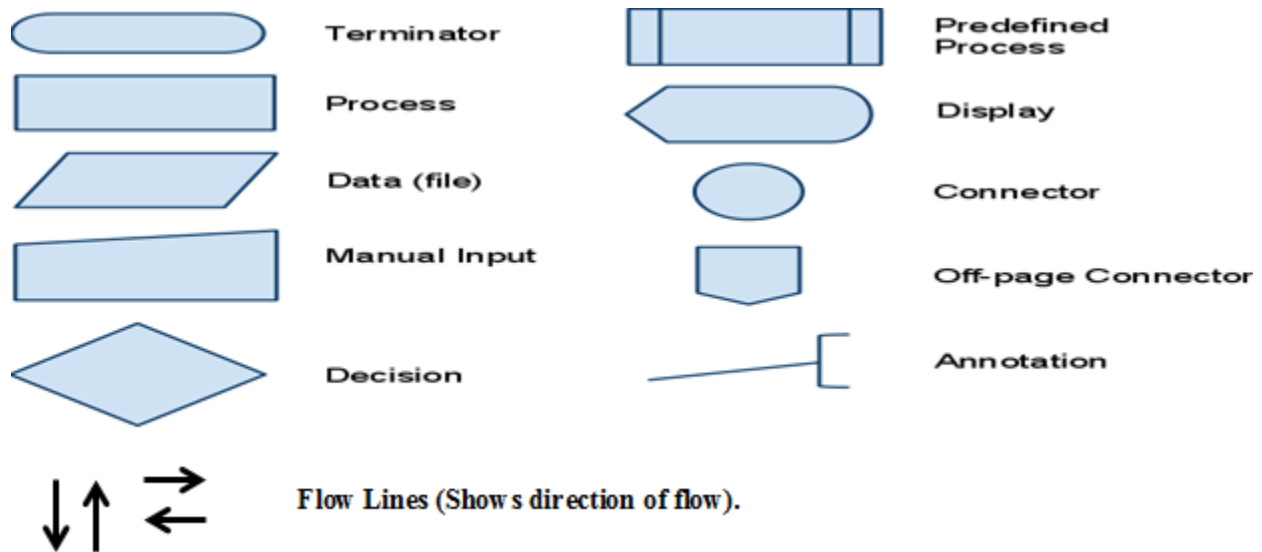 Terminator
Process
Data (file)
Manual Input
Decision
Predefined
Process
Display
Connector
Off-page Connector
Annotation
Flow Lines (Shows direction of flow).